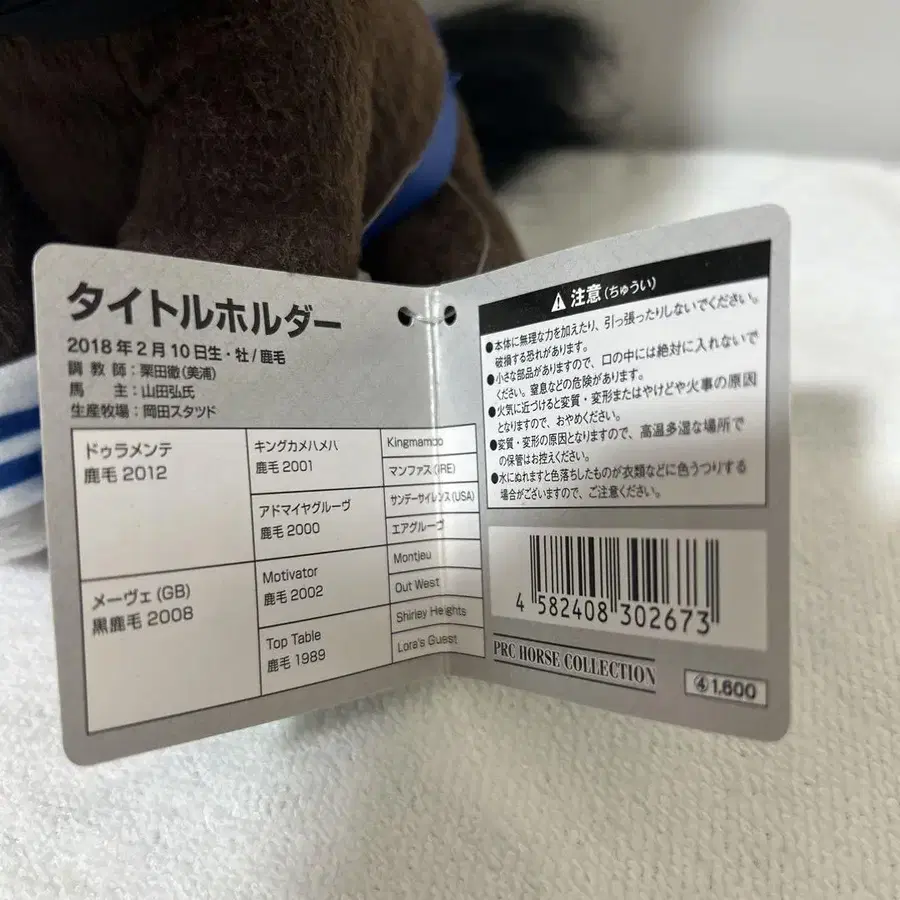 タイトルホルダー
2018年2月10日生・牡/鹿毛
調教師：栗田徹(美浦)
馬主：山田弘氏
生産牧場：岡田スタツド
ドゥラメンテ
鹿毛 2012
キングカメハメハ
鹿毛 2001
Kingmambo
マンファス(IRE)
アドマイヤグルーヴ
鹿毛 2000
サンデーサイレンス(USA)
エアグルーヴ
メーヴェ(GB)
黒鹿毛 2008
Motivator
鹿毛 2002
Montjeu
Out West
Top Table
鹿毛 1989
Shirley Heights
Lora's Guest
⚠注意(ちゅうい)
●本体に無理な力を加えたり、引っ張ったりしないでください。
破損する恐れがあります。
●小さな部品がありますので、口の中には絶対に入れないで
ください。窒息などの危険があります。
●火気に近づけると変質・変形またはやけどや火事の原因
となりますので、おやめください。
●変質・変形の原因となりますので、高温多湿な場所で
の保管はお控えください。
●水にぬれますと色落ちしたものが衣類などに色うつりする
場合がございますので、ご注意ください。
4 582408 302673
PRC HORSE COLLECTION
④1,600